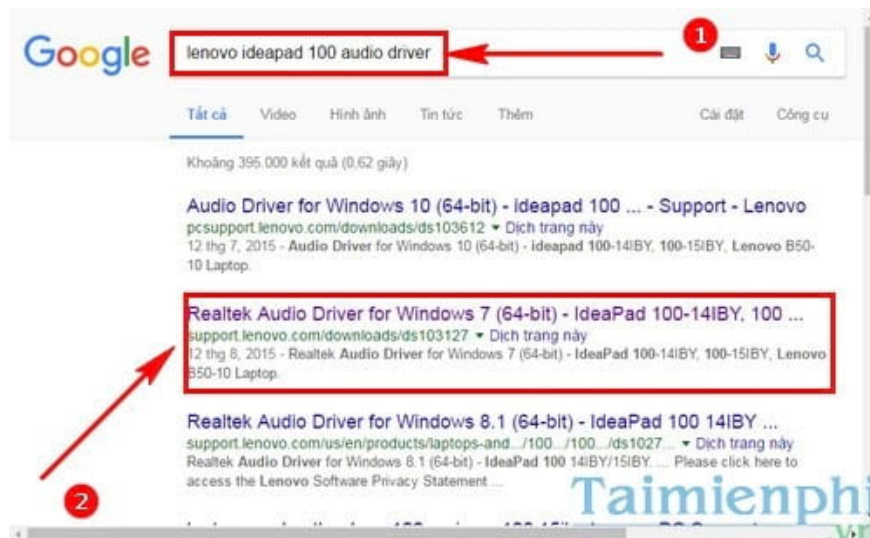 Google
lenovo ideapad 100 audio driver
1
Tất cả Video Hình ảnh Tin tức Thêm Cài đặt Công cụ
Khoảng 395.000 kết quả (0,62 giây)
Audio Driver for Windows 10 (64-bit) - ideapad 100 ... - Support - Lenovo
pcsupport.lenovo.com/downloads/ds103612 ▾ Dịch trang này
12 thg 7, 2015 - Audio Driver for Windows 10 (64-bit) - ideapad 100-14IBY, 100-15IBY, Lenovo B50-
10 Laptop.
Realtek Audio Driver for Windows 7 (64-bit) - IdeaPad 100-14IBY, 100 ...
support.lenovo.com/downloads/ds103127 ▾ Dịch trang này
12 thg 8, 2015 - Realtek Audio Driver for Windows 7 (64-bit) - IdeaPad 100-14IBY, 100-15IBY, Lenovo
B50-10 Laptop.
Realtek Audio Driver for Windows 8.1 (64-bit) - IdeaPad 100 14IBY ...
support.lenovo.com/us/en/products/laptops-and.../100.../100.../ds1027... ▾ Dịch trang này
Realtek Audio Driver for Windows 8.1 (64-bit) - IdeaPad 100 14IBY/15IBY. ... Please click here to
access the Lenovo Software Privacy Statement ...
2
Taimienphi
.vn